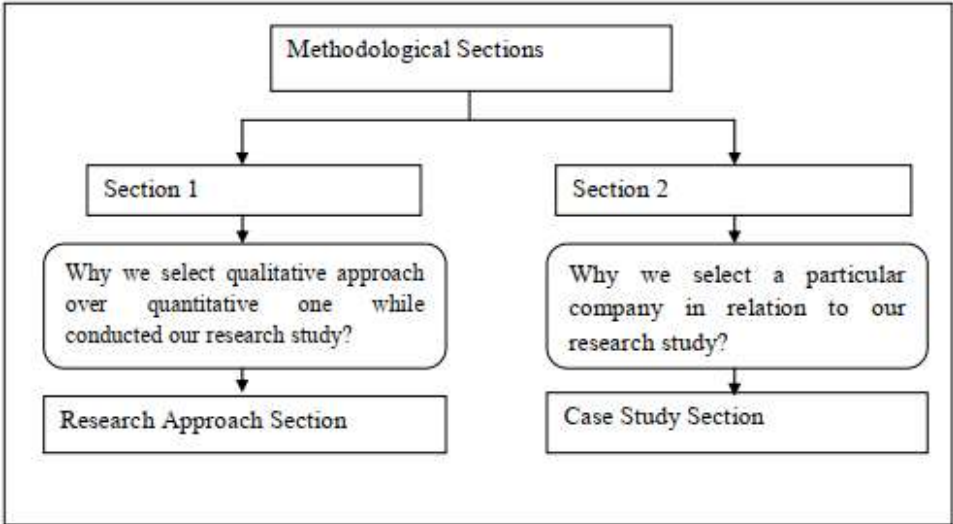 Methodological Sections
Section 1
Section 2
Why we select qualitative approach
over quantitative one while
conducted our research study?
Why we select a particular
company in relation to our
research study?
Research Approach Section
Case Study Section